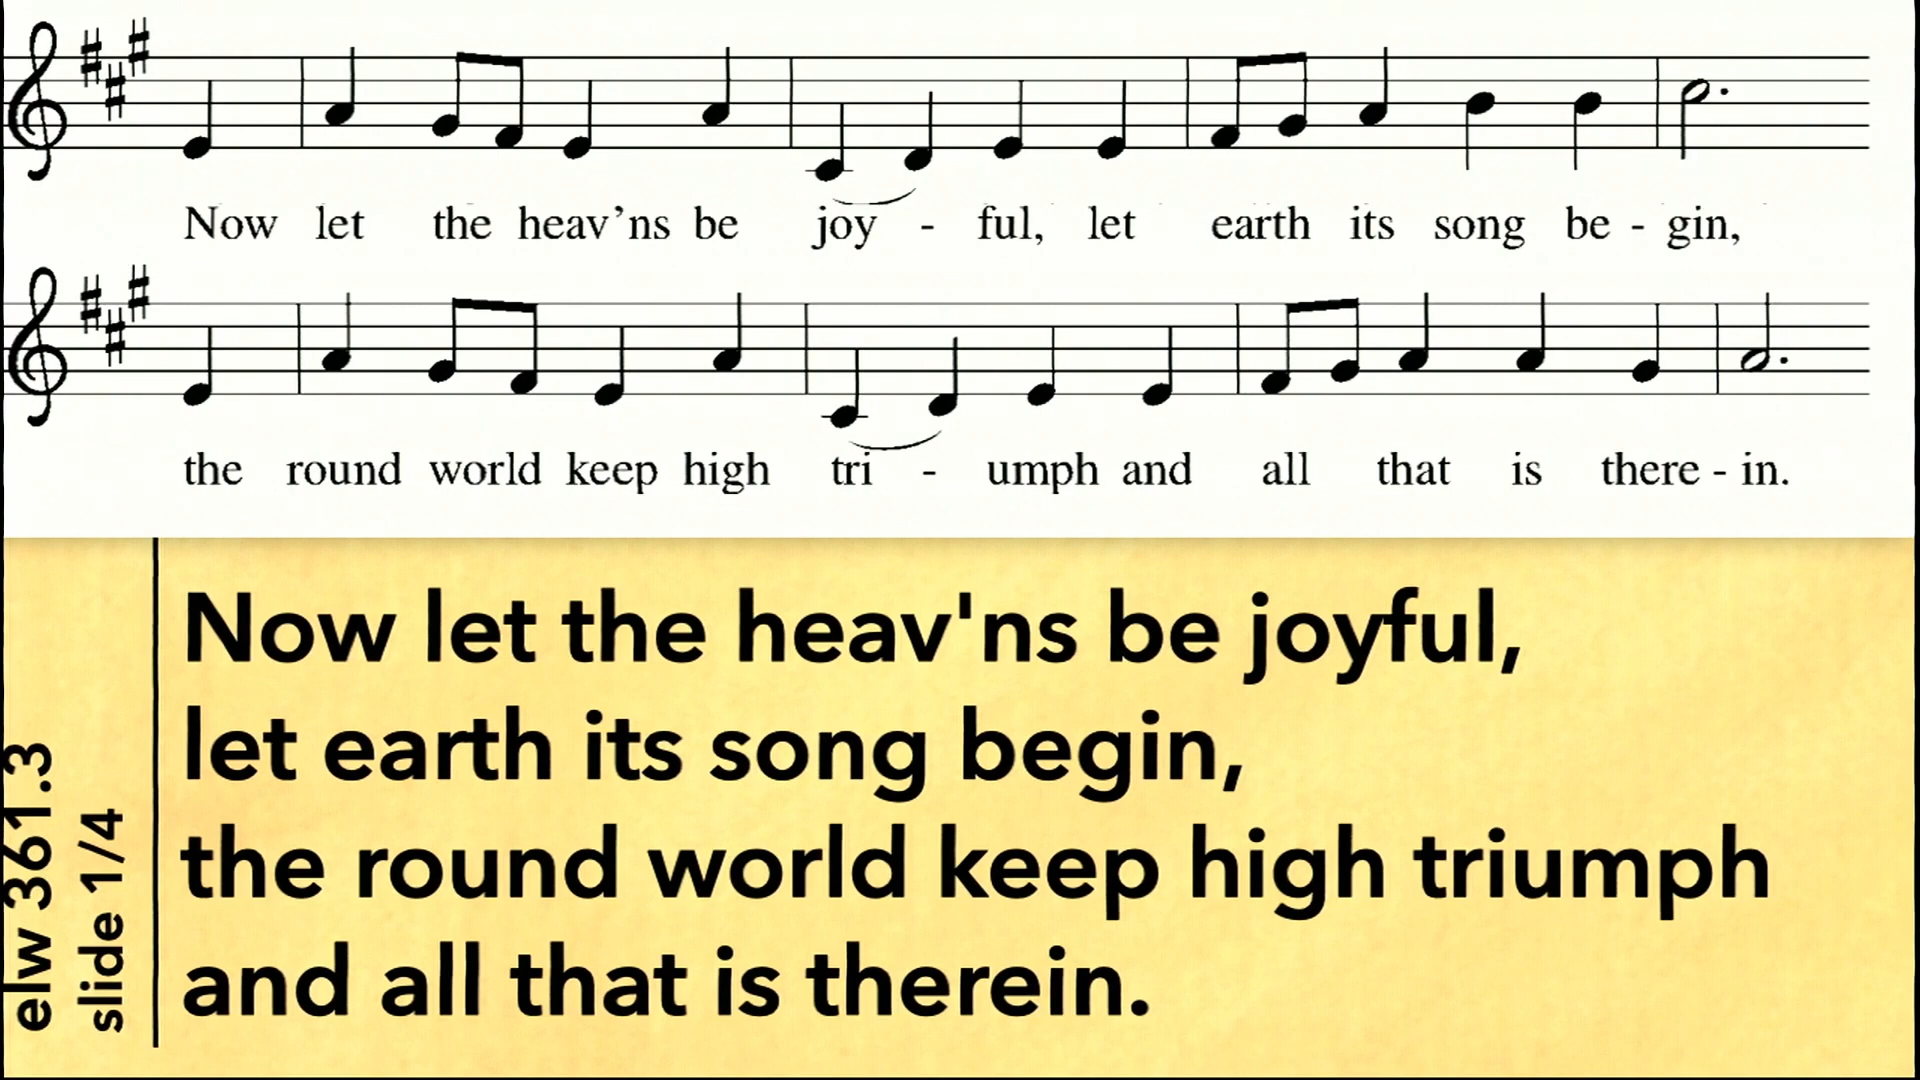 Now let the heav’ns be joy - ful, let earth its song be - gin,
the round world keep high tri - umph and all that is there - in.
elw 361.3
slide 1/4
Now let the heav'ns be joyful,
let earth its song begin,
the round world keep high triumph
and all that is therein.